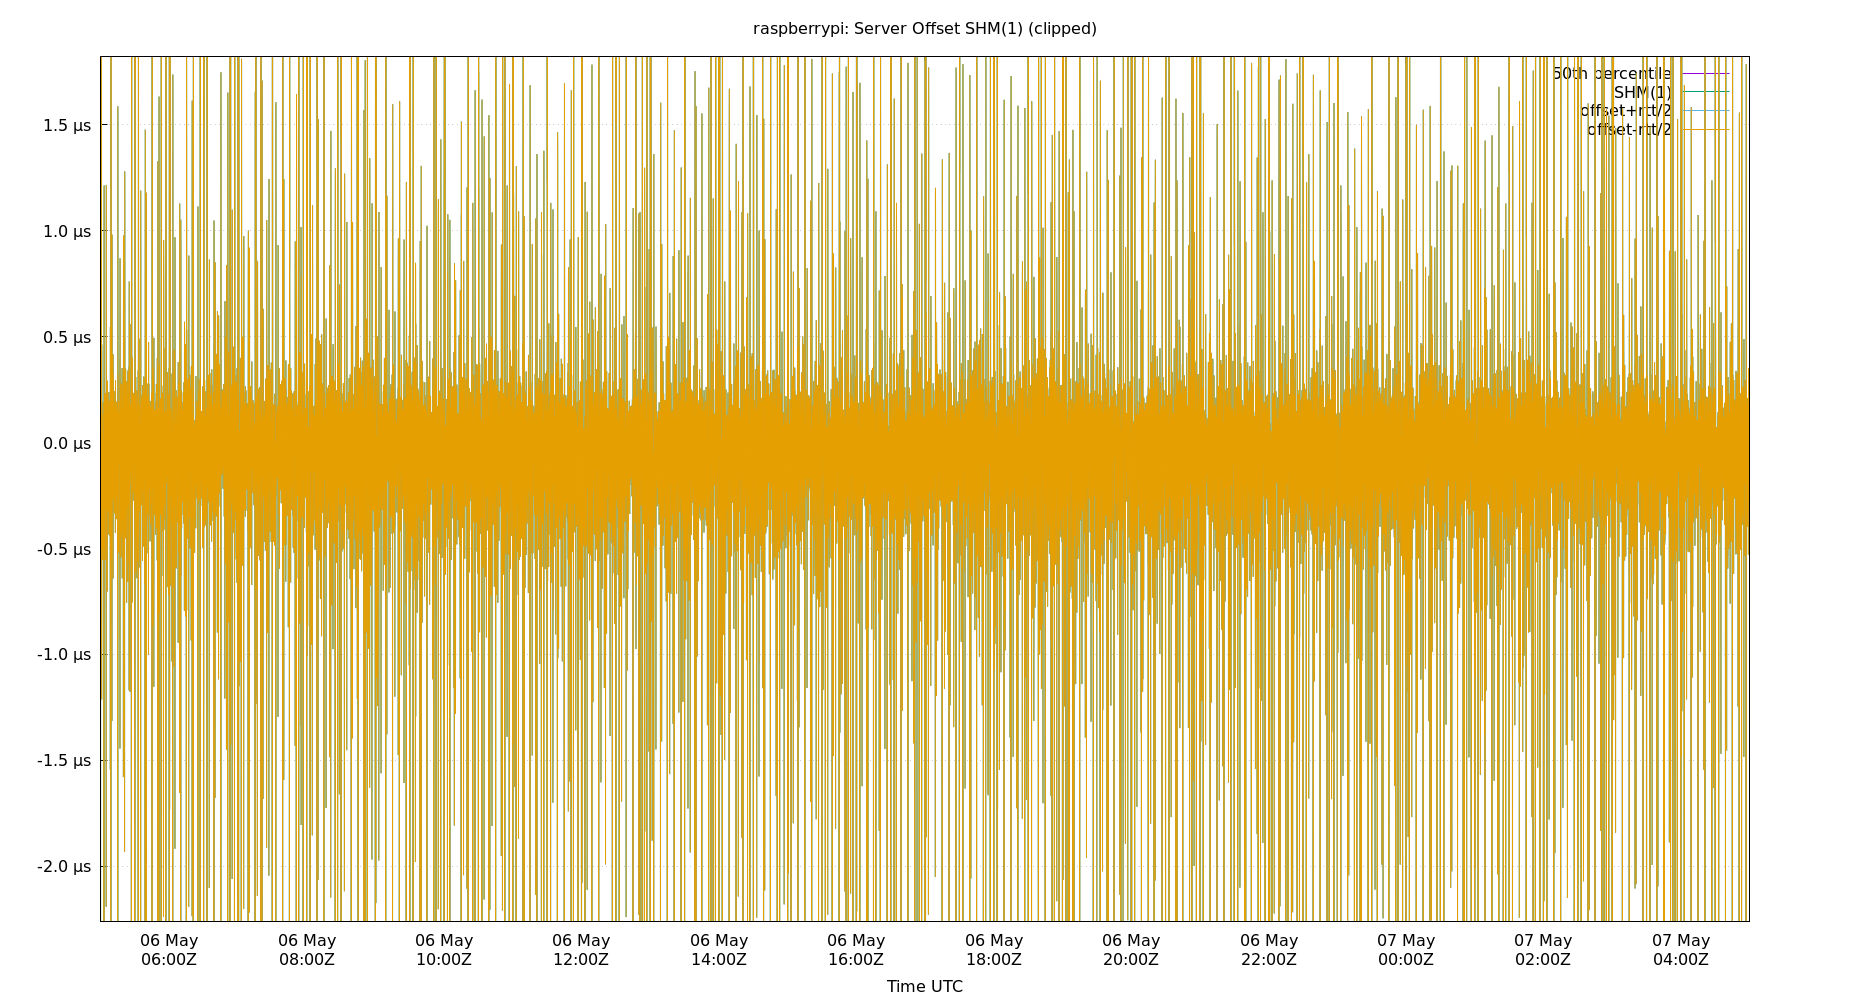 raspberrypi: Server Offset SHM(1) (clipped)
50th percentile
SHM(1)
offset+rtt/2
offset-rtt/2
1.5 µs
1.0 µs
0.5 µs
0.0 µs
-0.5 µs
-1.0 µs
-1.5 µs
-2.0 µs
06 May 06 May 06 May 06 May 06 May 06 May 06 May 06 May 06 May 07 May 07 May 07 May
06:00Z 08:00Z 10:00Z 12:00Z 14:00Z 16:00Z 18:00Z 20:00Z 22:00Z 00:00Z 02:00Z 04:00Z
Time UTC